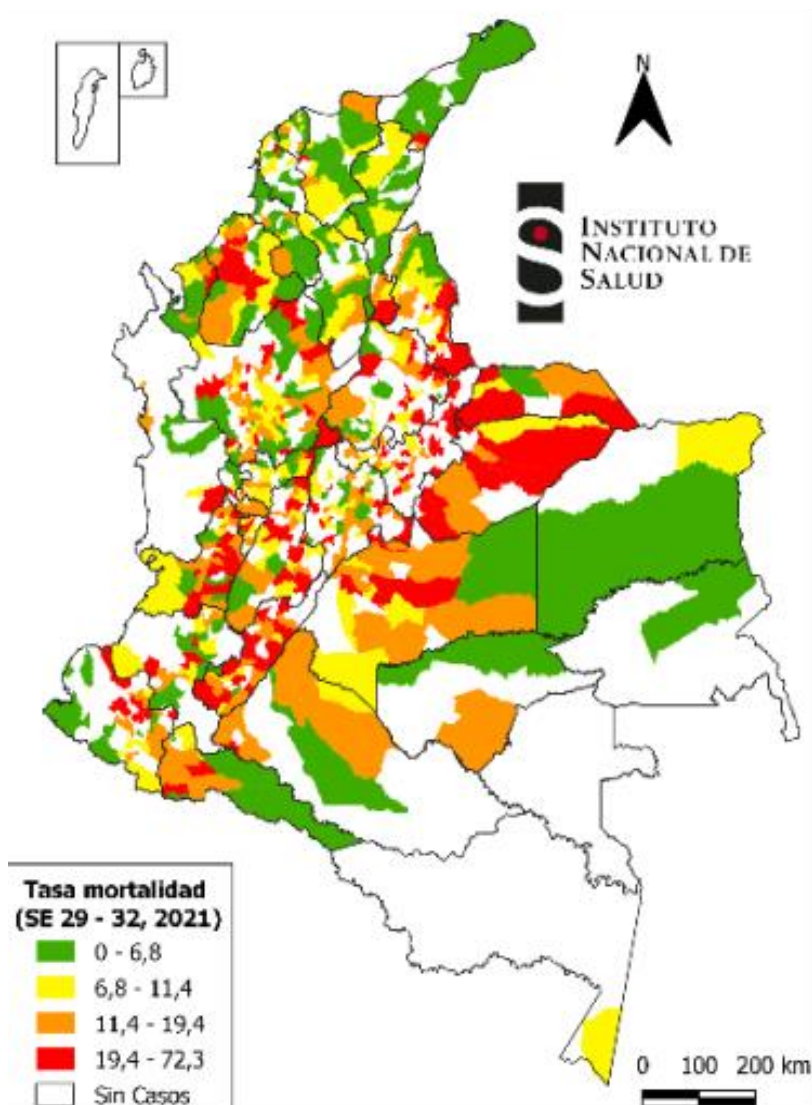 N
INSTITUTO
NACIONAL DE
SALUD
Tasa mortalidad
(SE 29 - 32, 2021)
0 - 6,8
6,8 - 11,4
11,4 - 19,4
19,4 - 72,3
Sin Casos
0 100 200 km